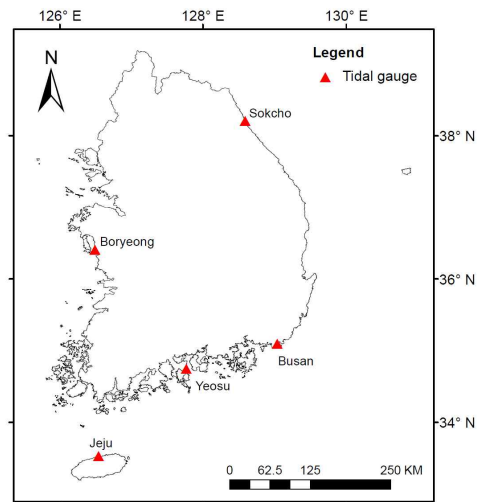 126° E 128° E 130° E
N
Legend
Tidal gauge
Sokcho
38° N
Boryeong
36° N
Busan
Yeosu
34° N
Jeju
0 62.5 125 250 KM